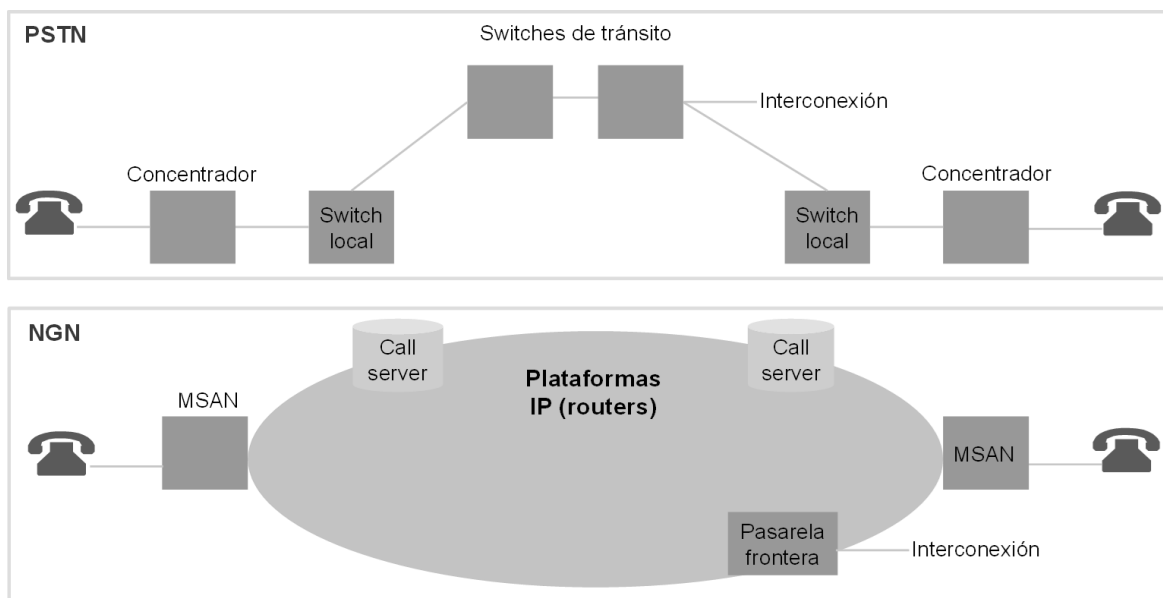 PSTN
Switches de tránsito
Interconexión
Concentrador
Concentrador
Switch
local
Switch
local
NGN
Call
server
Call
server
Plataformas
IP (routers)
MSAN
MSAN
Pasarela
frontera
Interconexión